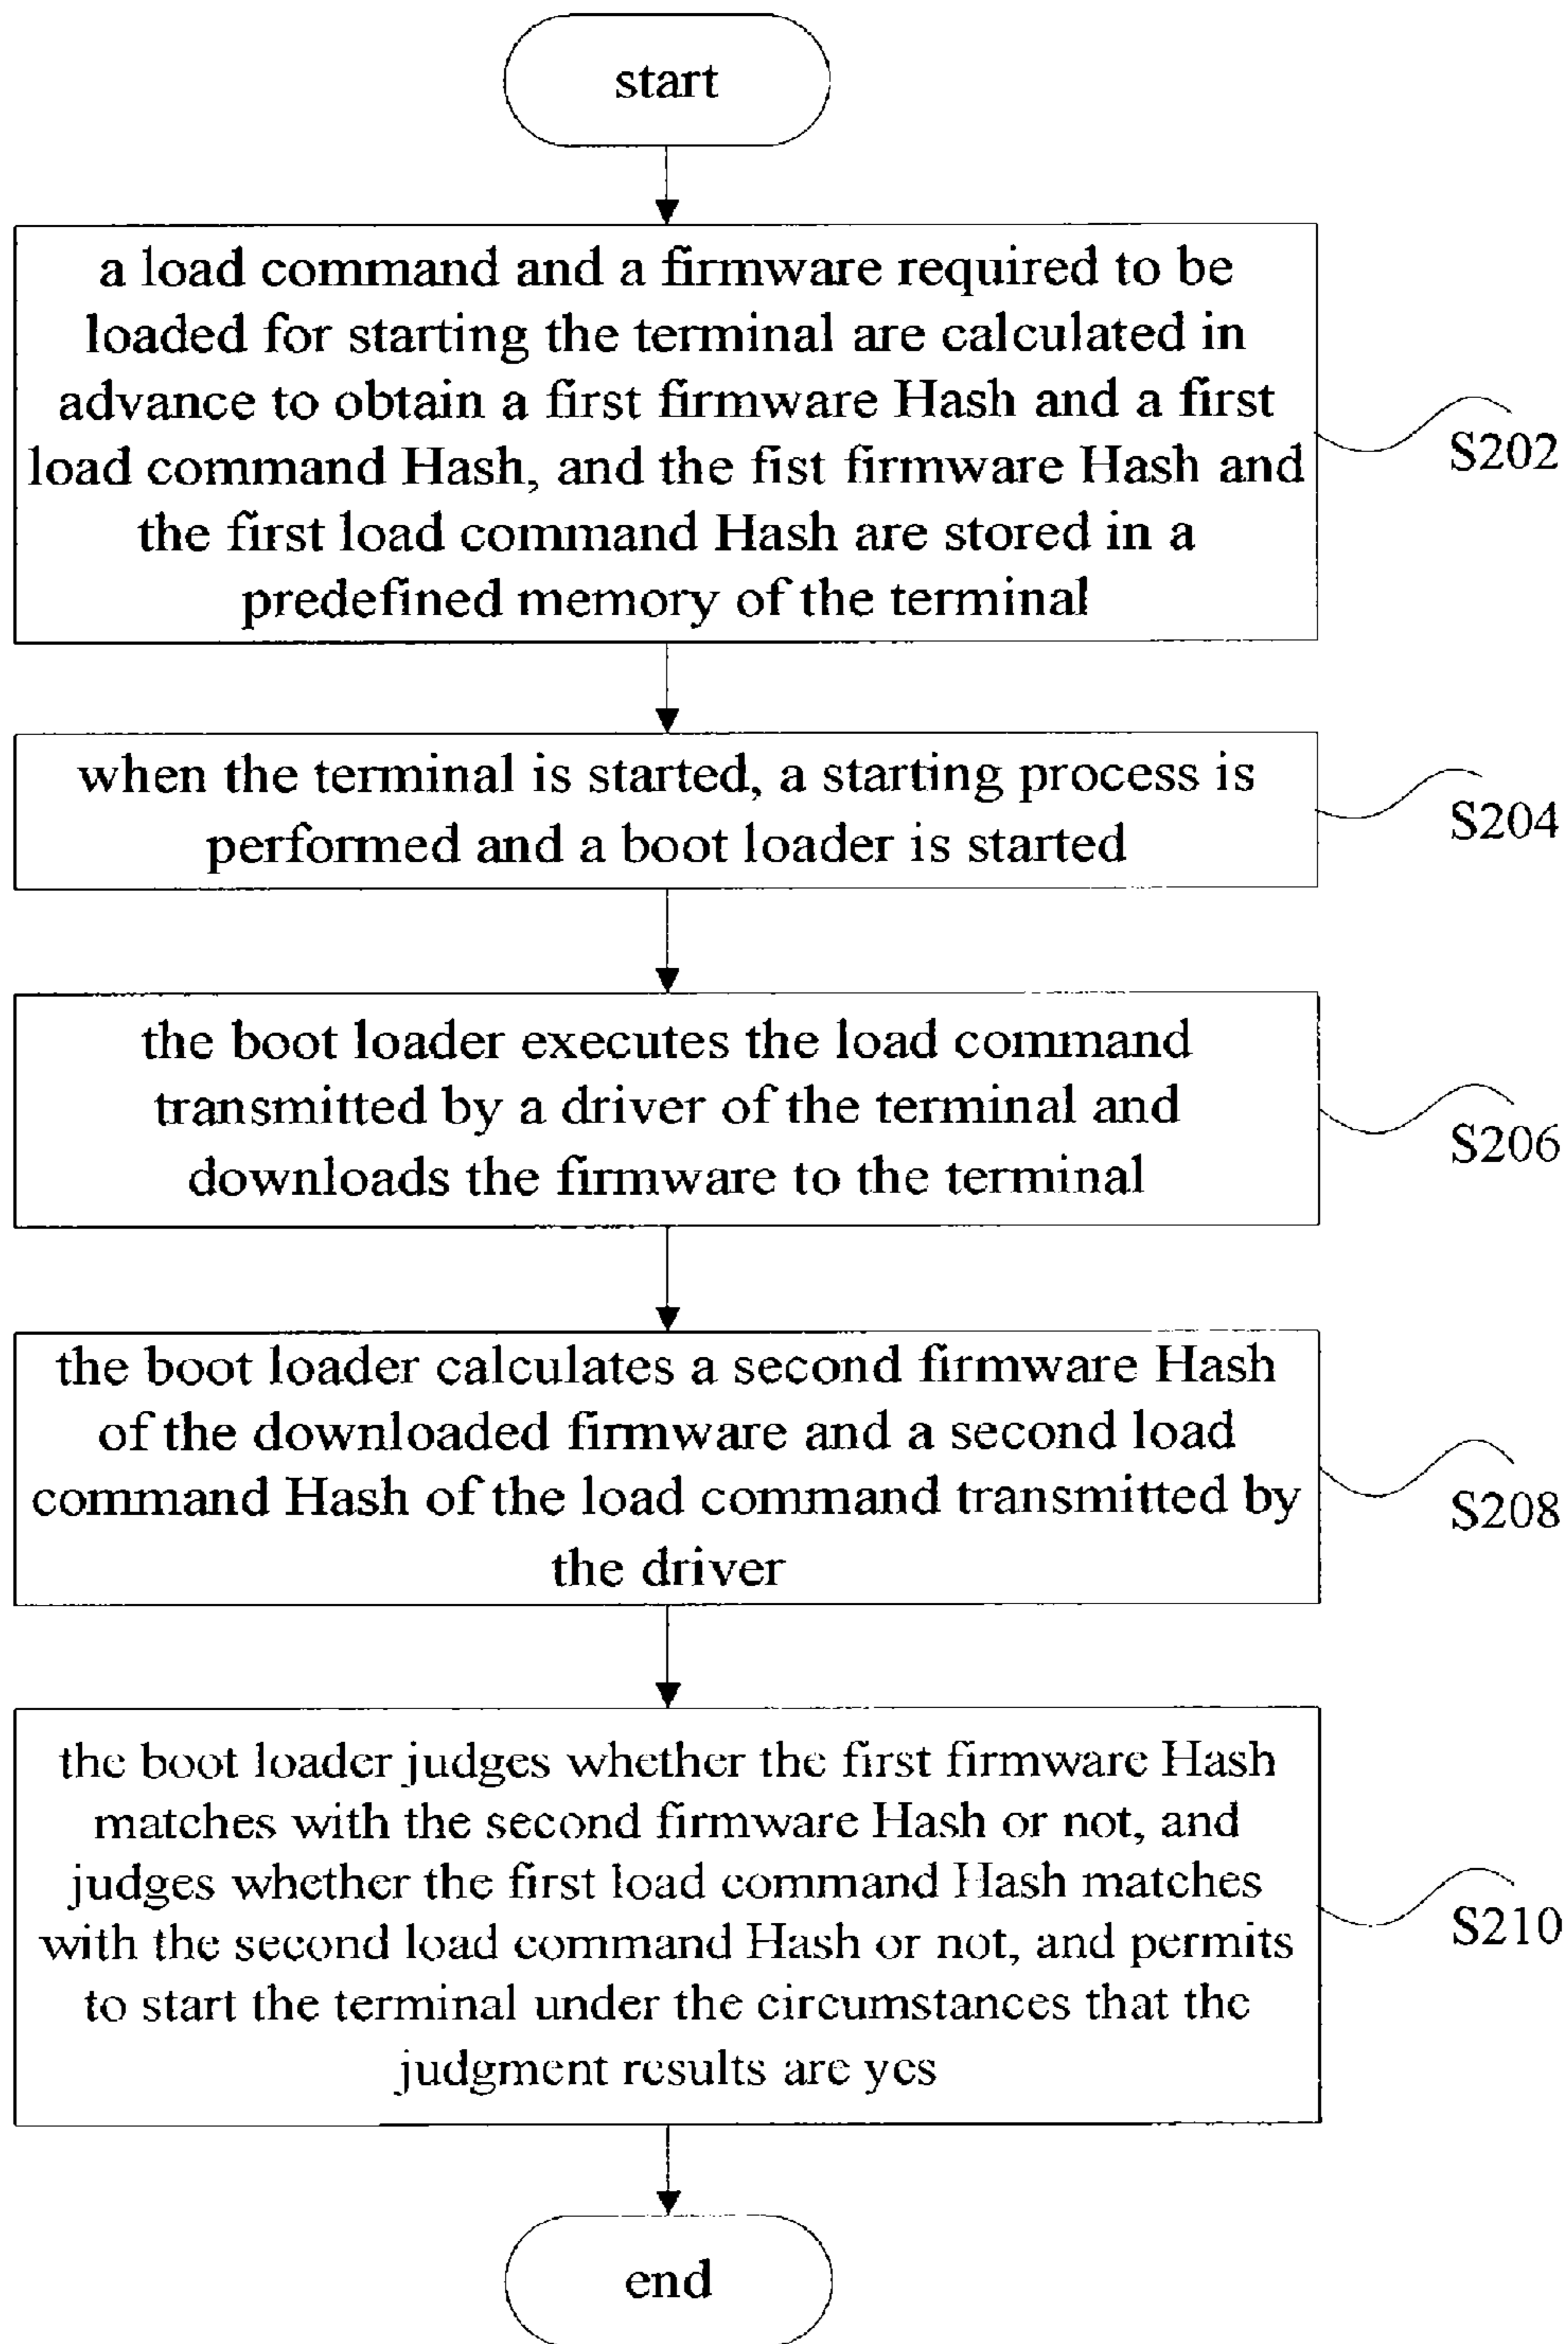 start
a load command and a firmware required to be
loaded for starting the terminal are calculated in
advance to obtain a first firmware Hash and a first
load command Hash, and the fist firmware Hash and
the first load command Hash are stored in a
predefined memory of the terminal
S202
when the terminal is started, a starting process is
performed and a boot loader is started
S204
the boot loader executes the load command
transmitted by a driver of the terminal and
downloads the firmware to the terminal
S206
the boot loader calculates a second firmware Hash
of the downloaded firmware and a second load
command Hash of the load command transmitted by
the driver
S208
the boot loader judges whether the first firmware Hash
matches with the second firmware Hash or not, and
judges whether the first load command Hash matches
with the second load command Hash or not, and permits
to start the terminal under the circumstances that the
judgment results are yes
S210
end